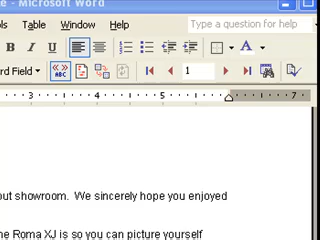 - Microsoft Word
Table Window Help Type a question for help
B I U A
rd Field ABC 1
3 4 5 6 7
out showroom. We sincerely hope you enjoyed
he Roma XJ is so you can picture yourself